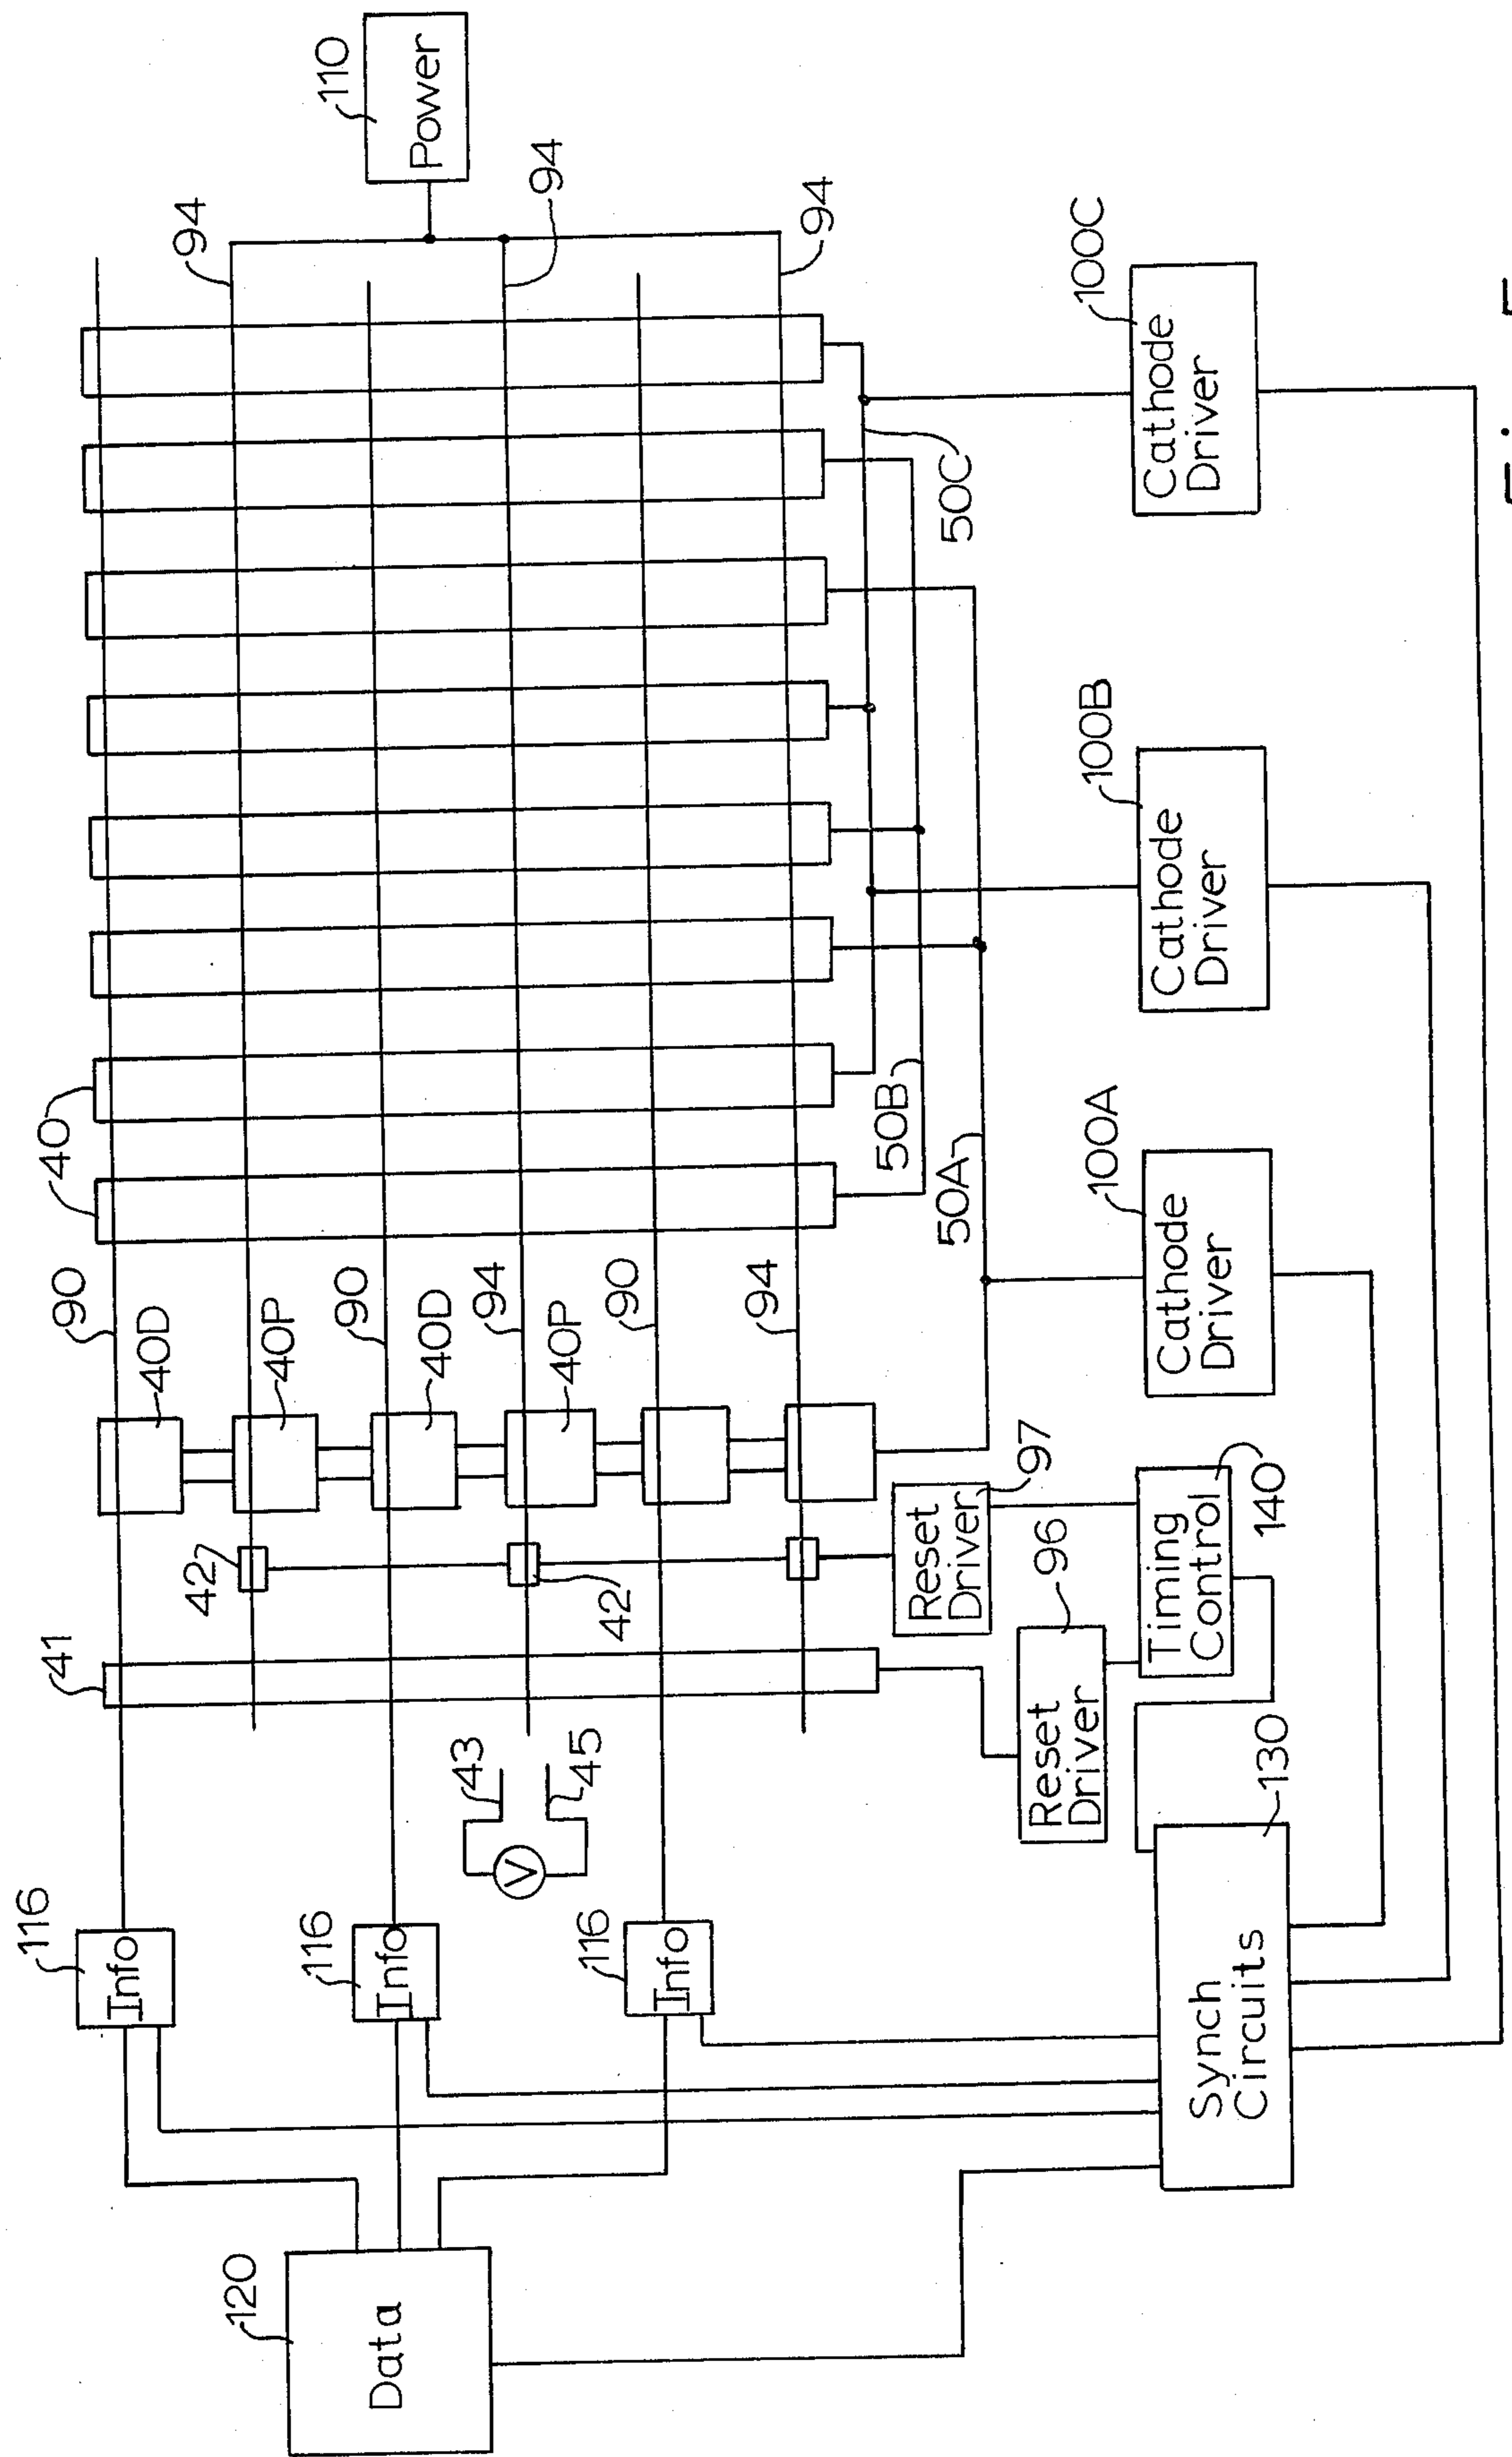 116
41
90
40
Info
40D
42
94
120
40P
110
116
90
Power
Data
Info
40D
43
94
94
V
40P
45
116
42
90
Info
94
94
50B
Reset
Driver
97
50A
50C
96
Reset
Driver
100A
100B
100C
Timing
Control
Cathode
Driver
Cathode
Driver
Cathode
Driver
Synch
Circuits
130
140